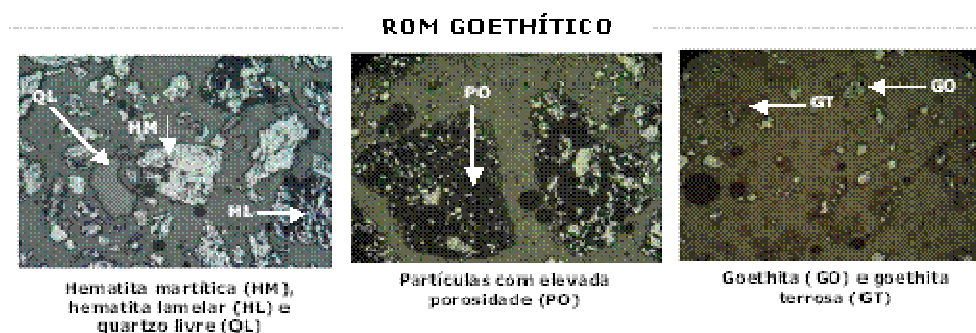 ROM GOETHÍTICO
QL
HM
HL
PO
GT
GO
Hematita martítica (HM),
hematita lamelar (HL) e
quartzo livre (QL)
Partículas com elevada
porosidade (PO)
Goethita (GO) e goethita
terrosa (GT)